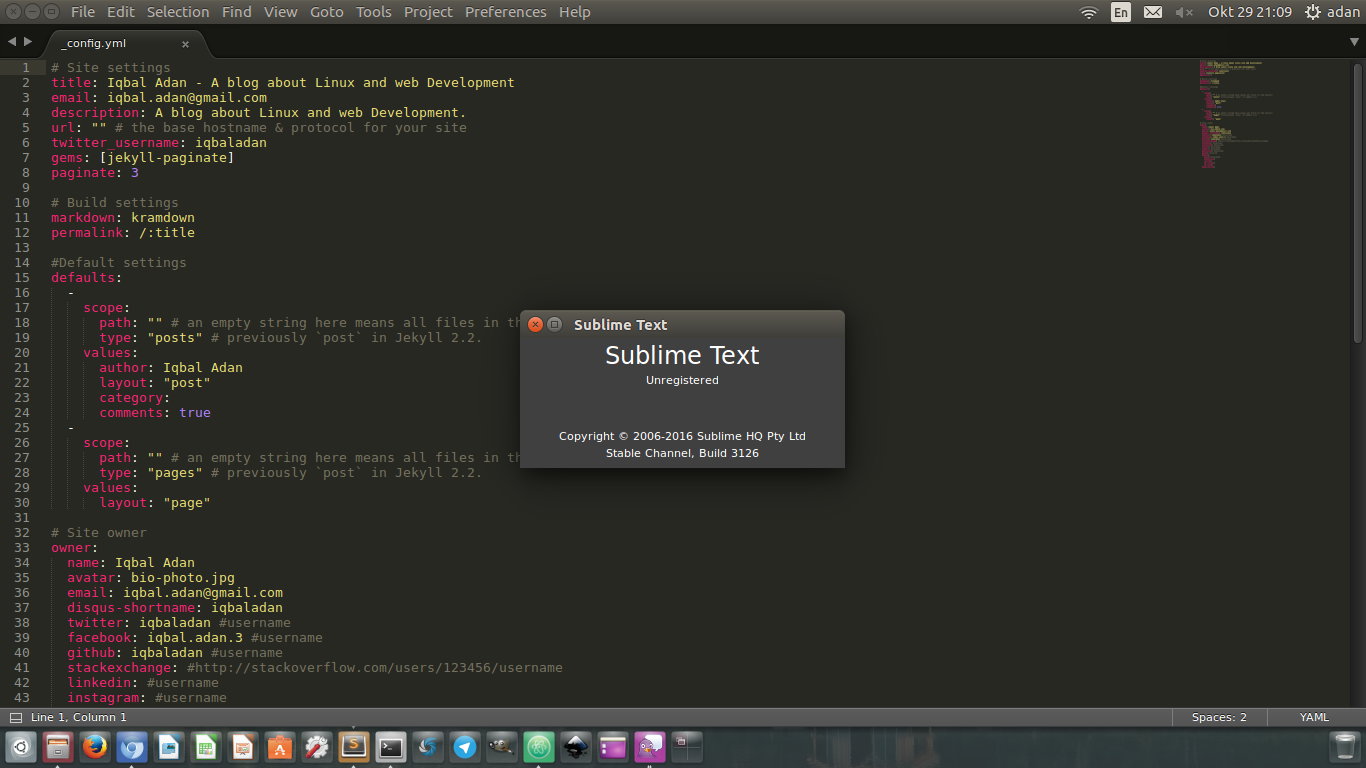 File Edit Selection Find View Goto Tools Project Preferences Help
En
Okt 29 21:09 adan
_config.yml
1 # Site settings
2 title: Iqbal Adan - A blog about Linux and web Development
3 email: iqbal.adan@gmail.com
4 description: A blog about Linux and web Development.
5 url: "" # the base hostname & protocol for your site
6 twitter_username: iqbaladan
7 gems: [jekyll-paginate]
8 paginate: 3
9
10 # Build settings
11 markdown: kramdown
12 permalink: /:title
13
14 #Default settings
15 defaults:
16 -
17 scope:
18 path: "" # an empty string here means all files in th
19 type: "posts" # previously `post` in Jekyll 2.2.
20 values:
21 author: Iqbal Adan
22 layout: "post"
23 category:
24 comments: true
25 -
26 scope:
27 path: "" # an empty string here means all files in th
28 type: "pages" # previously `post` in Jekyll 2.2.
29 values:
30 layout: "page"
31
32 # Site owner
33 owner:
34 name: Iqbal Adan
35 avatar: bio-photo.jpg
36 email: iqbal.adan@gmail.com
37 disqus-shortname: iqbaladan
38 twitter: iqbaladan #username
39 facebook: iqbal.adan.3 #username
40 github: iqbaladan #username
41 stackexchange: #http://stackoverflow.com/users/123456/username
42 linkedin: #username
43 instagram: #username
Sublime Text
Sublime Text
Unregistered
Copyright © 2006-2016 Sublime HQ Pty Ltd
Stable Channel, Build 3126
Line 1, Column 1
Spaces: 2
YAML